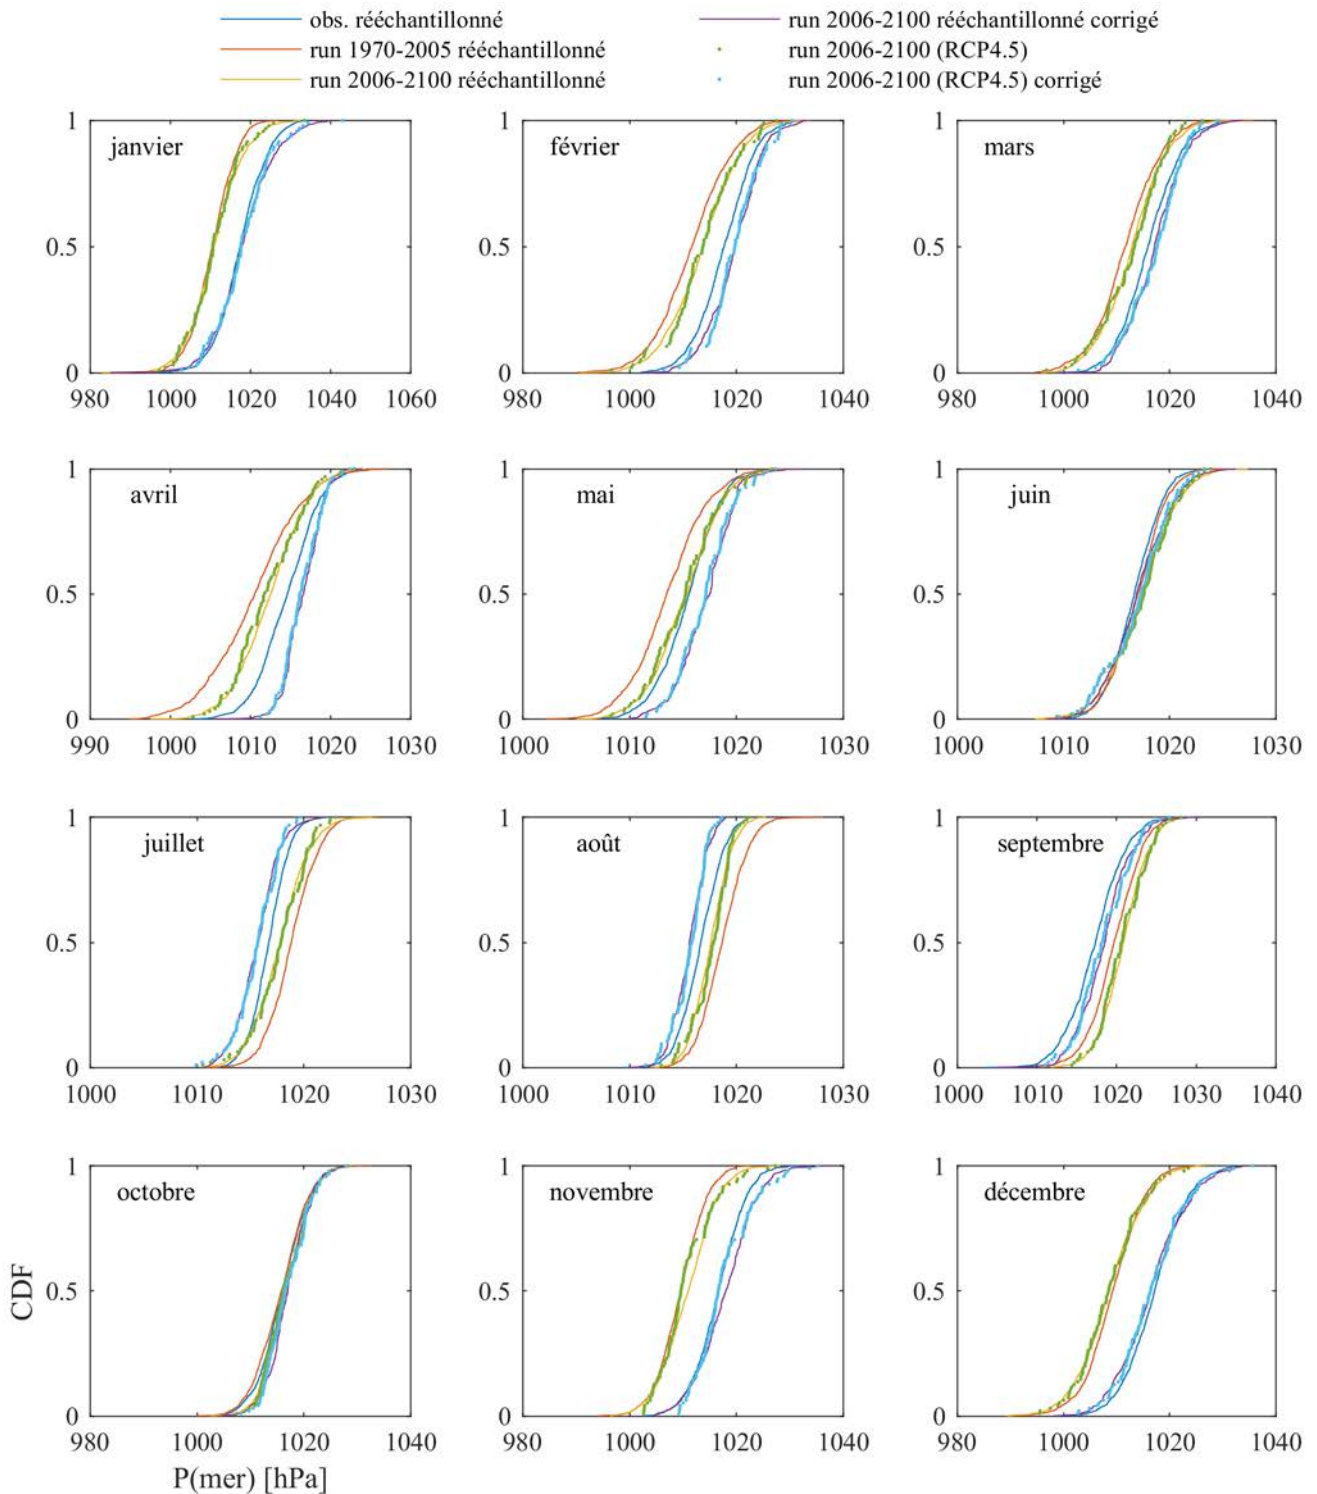 obs. rééchantillonné
run 1970-2005 rééchantillonné
run 2006-2100 rééchantillonné
run 2006-2100 rééchantillonné corrigé
run 2006-2100 (RCP4.5)
run 2006-2100 (RCP4.5) corrigé
janvier
1
0.5
0
980 1000 1020 1040 1060
février
1
0.5
0
980 1000 1020 1040
mars
1
0.5
0
980 1000 1020 1040
avril
1
0.5
0
990 1000 1010 1020 1030
mai
1
0.5
0
1000 1010 1020 1030
juin
1
0.5
0
1000 1010 1020 1030
juillet
1
0.5
0
1000 1010 1020 1030
août
1
0.5
0
1000 1010 1020 1030
septembre
1
0.5
0
1000 1010 1020 1030 1040
octobre
1
0.5
0
980 1000 1020 1040
CDF
P(mer) [hPa]
novembre
1
0.5
0
980 1000 1020 1040
décembre
1
0.5
0
980 1000 1020 1040